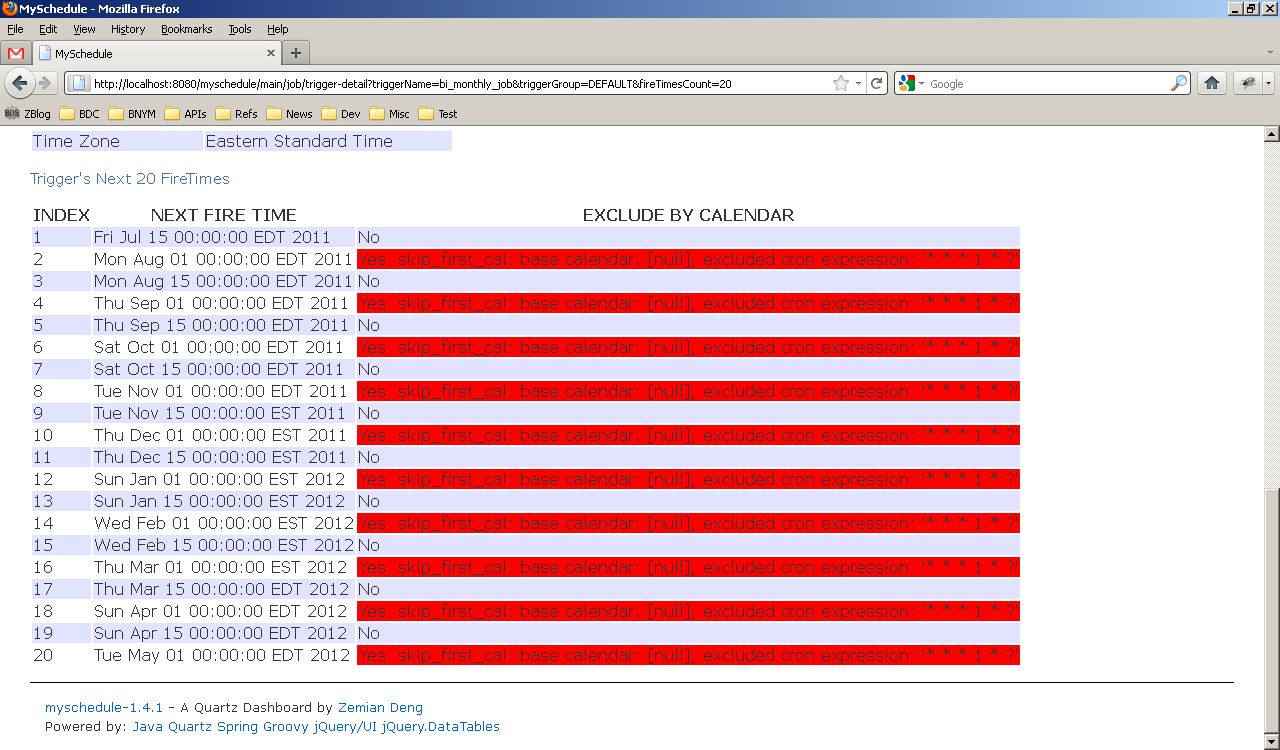 MySchedule - Mozilla Firefox
File Edit View History Bookmarks Tools Help
MySchedule
http://localhost:8080/myschedule/main/job/trigger-detail?triggerName=bi_monthly_job&triggerGroup=DEFAULT&fireTimesCount=20
Google
BDS ZBlog BDC BNYM APIs Refs News Dev Misc Test
Time Zone Eastern Standard Time
Trigger's Next 20 FireTimes
INDEX NEXT FIRE TIME EXCLUDE BY CALENDAR
1 Fri Jul 15 00:00:00 EDT 2011 No
2 Mon Aug 01 00:00:00 EDT 2011 Yes. skip_first_cal: base calendar: [null], excluded cron expression: '* * * 1 * ?'
3 Mon Aug 15 00:00:00 EDT 2011 No
4 Thu Sep 01 00:00:00 EDT 2011 Yes. skip_first_cal: base calendar: [null], excluded cron expression: '* * * 1 * ?'
5 Thu Sep 15 00:00:00 EDT 2011 No
6 Sat Oct 01 00:00:00 EDT 2011 Yes. skip_first_cal: base calendar: [null], excluded cron expression: '* * * 1 * ?'
7 Sat Oct 15 00:00:00 EDT 2011 No
8 Tue Nov 01 00:00:00 EDT 2011 Yes. skip_first_cal: base calendar: [null], excluded cron expression: '* * * 1 * ?'
9 Tue Nov 15 00:00:00 EST 2011 No
10 Thu Dec 01 00:00:00 EST 2011 Yes. skip_first_cal: base calendar: [null], excluded cron expression: '* * * 1 * ?'
11 Thu Dec 15 00:00:00 EST 2011 No
12 Sun Jan 01 00:00:00 EST 2012 Yes. skip_first_cal: base calendar: [null], excluded cron expression: '* * * 1 * ?'
13 Sun Jan 15 00:00:00 EST 2012 No
14 Wed Feb 01 00:00:00 EST 2012 Yes. skip_first_cal: base calendar: [null], excluded cron expression: '* * * 1 * ?'
15 Wed Feb 15 00:00:00 EST 2012 No
16 Thu Mar 01 00:00:00 EST 2012 Yes. skip_first_cal: base calendar: [null], excluded cron expression: '* * * 1 * ?'
17 Thu Mar 15 00:00:00 EDT 2012 No
18 Sun Apr 01 00:00:00 EDT 2012 Yes. skip_first_cal: base calendar: [null], excluded cron expression: '* * * 1 * ?'
19 Sun Apr 15 00:00:00 EDT 2012 No
20 Tue May 01 00:00:00 EDT 2012 Yes. skip_first_cal: base calendar: [null], excluded cron expression: '* * * 1 * ?'
myschedule-1.4.1 - A Quartz Dashboard by Zemian Deng
Powered by: Java Quartz Spring Groovy jQuery/UI jQuery.DataTables